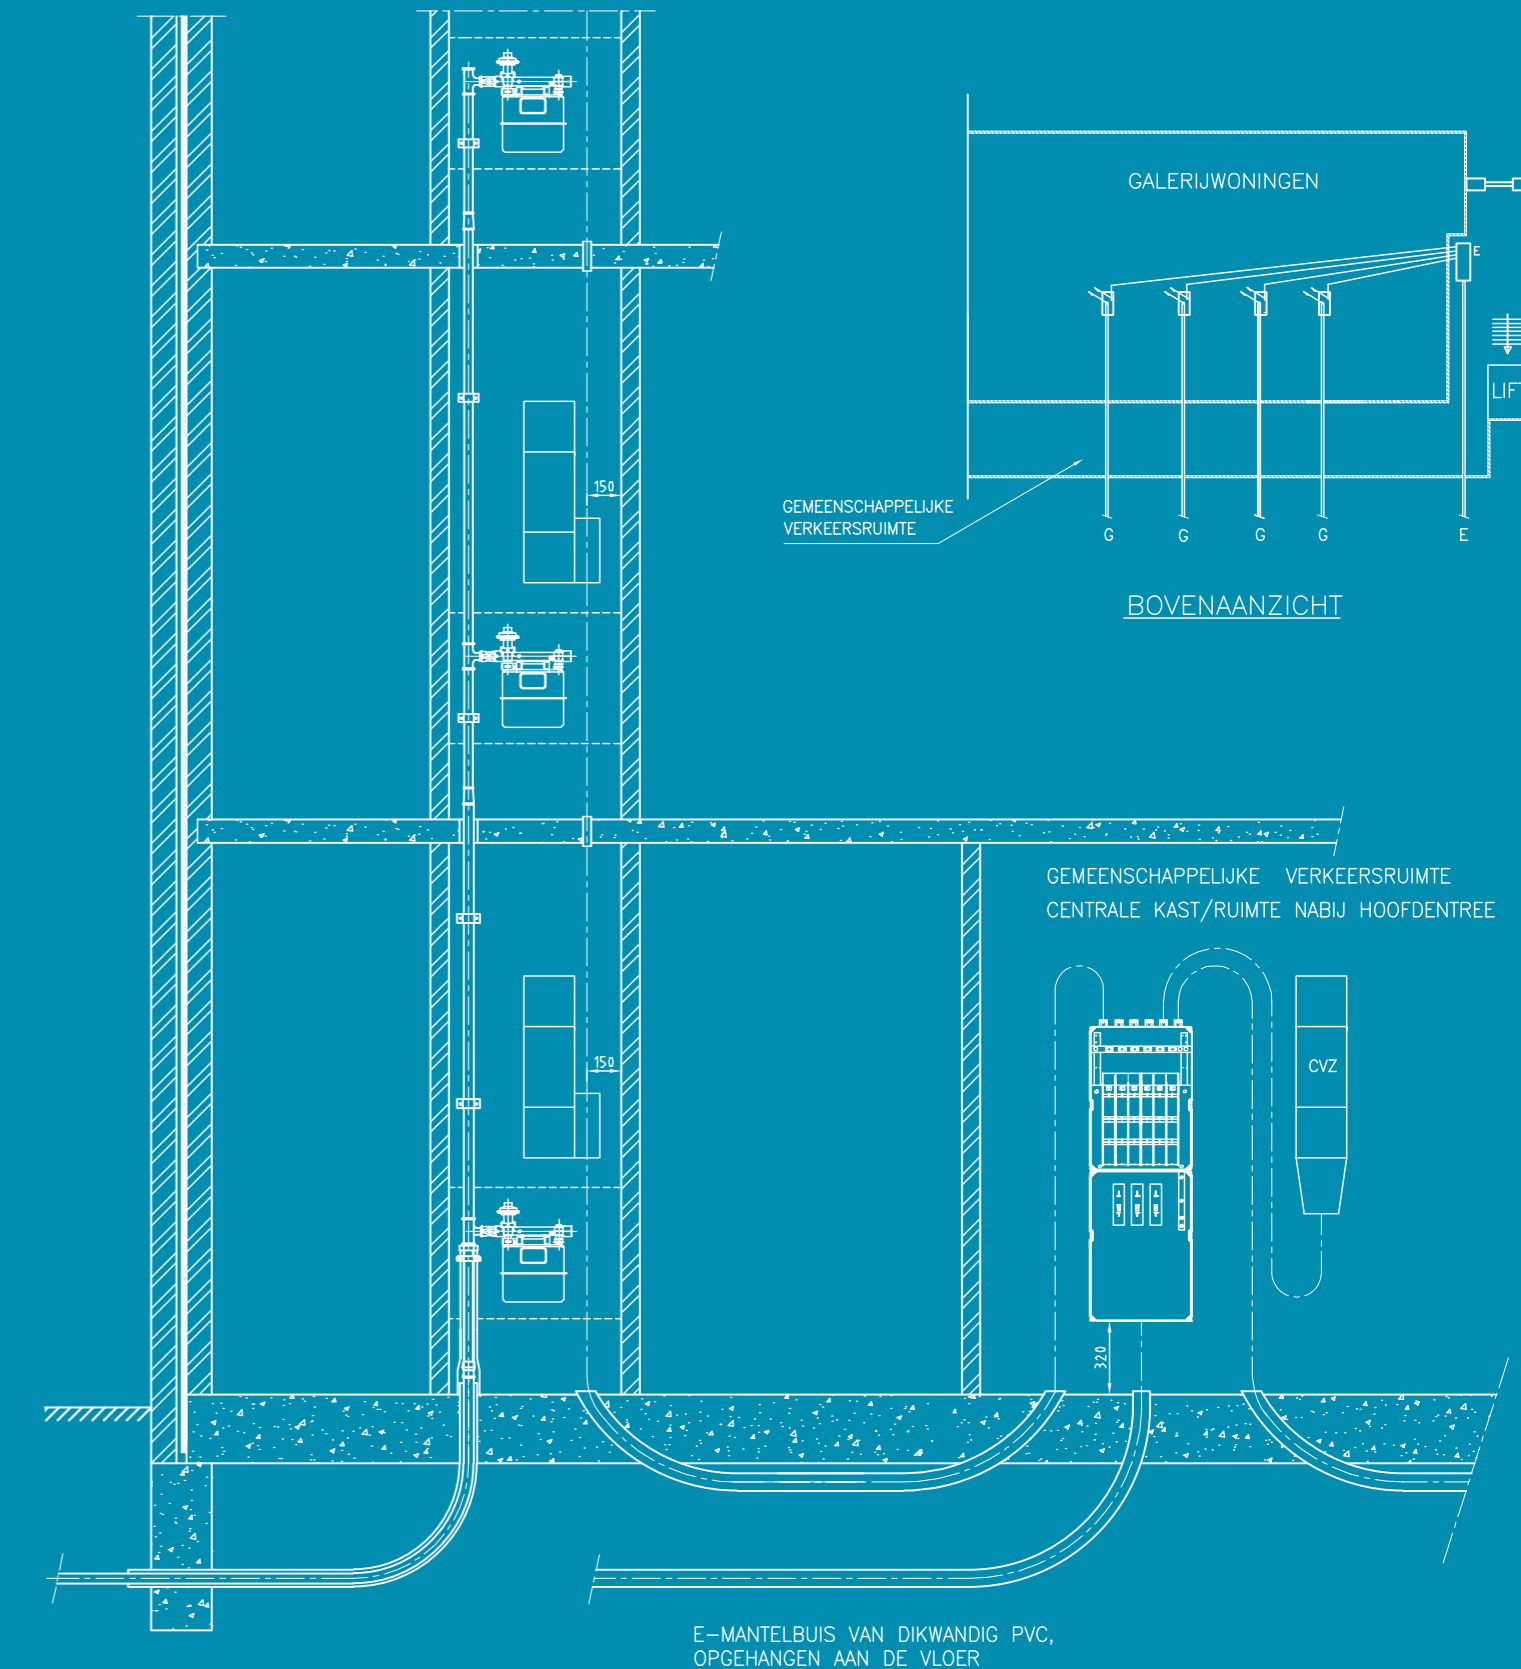 GALERIJWONINGEN
E
LIFT
150
GEMEENSCHAPPELIJKE
VERKEERSRUIMTE
G G G G E
BOVENAANZICHT
GEMEENSCHAPPELIJKE VERKEERSRUIMTE
CENTRALE KAST/RUIMTE NABIJ HOOFDENTREE
150
CVZ
320
E-MANTELBUIS VAN DIKWANDIG PVC,
OPGEHANGEN AAN DE VLOER